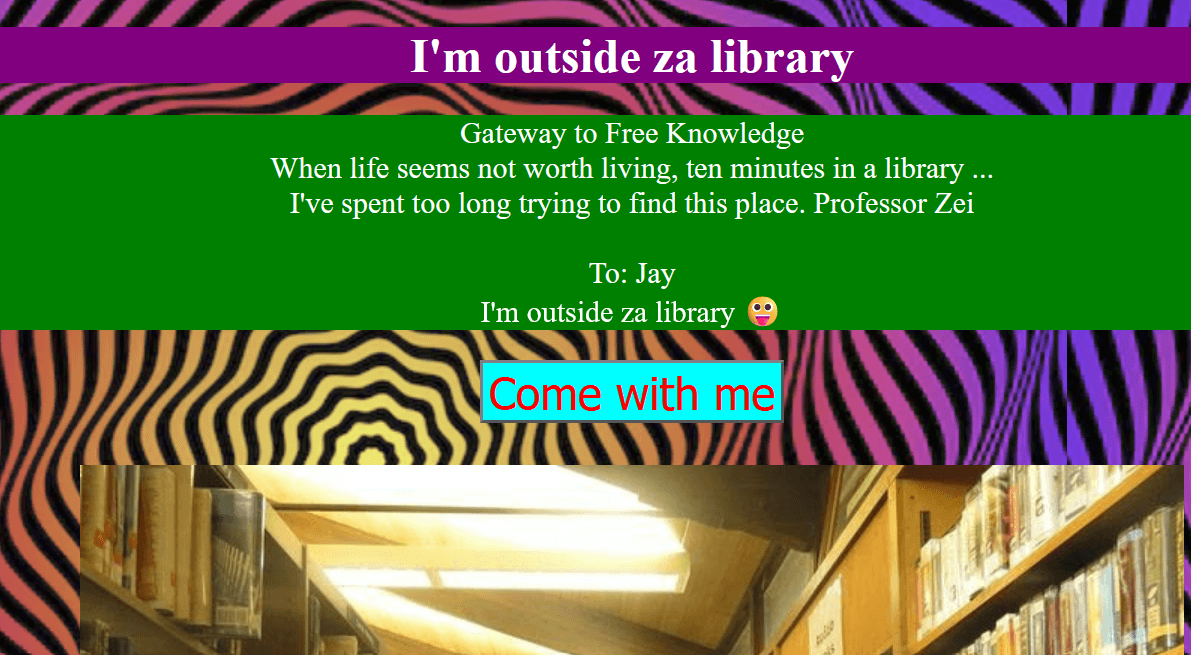 I'm outside za library
Gateway to Free Knowledge
When life seems not worth living, ten minutes in a library ...
I've spent too long trying to find this place. Professor Zei
To: Jay
I'm outside za library 😛
Come with me